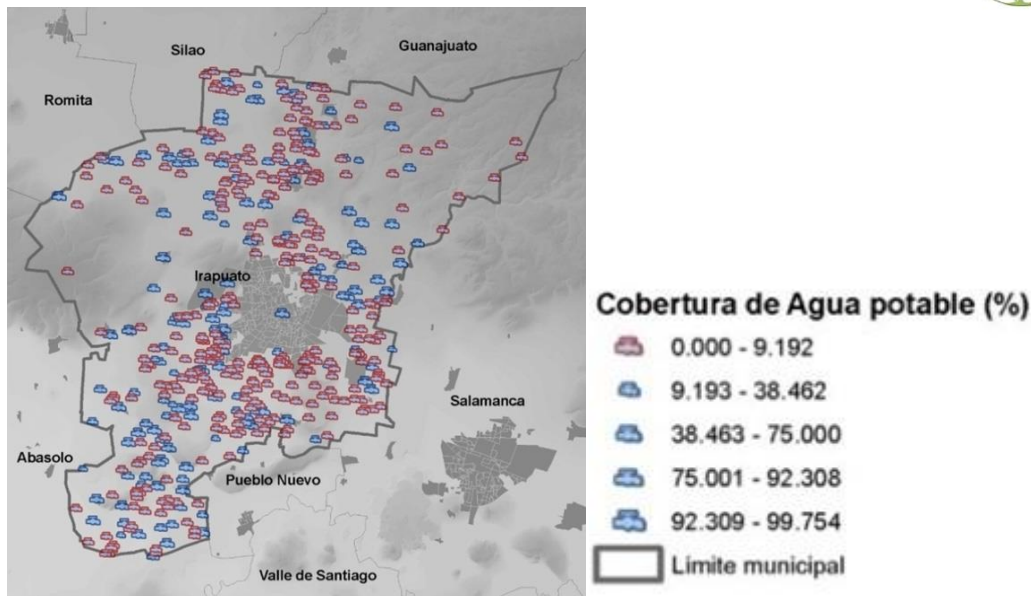 Silao
Guanajuato
Romita
Irapuato
Salamanca
Abasolo
Pueblo Nuevo
Valle de Santiago
Cobertura de Agua potable (%)
0.000 - 9.192
9.193 - 38.462
38.463 - 75.000
75.001 - 92.308
92.309 - 99.754
Limite municipal